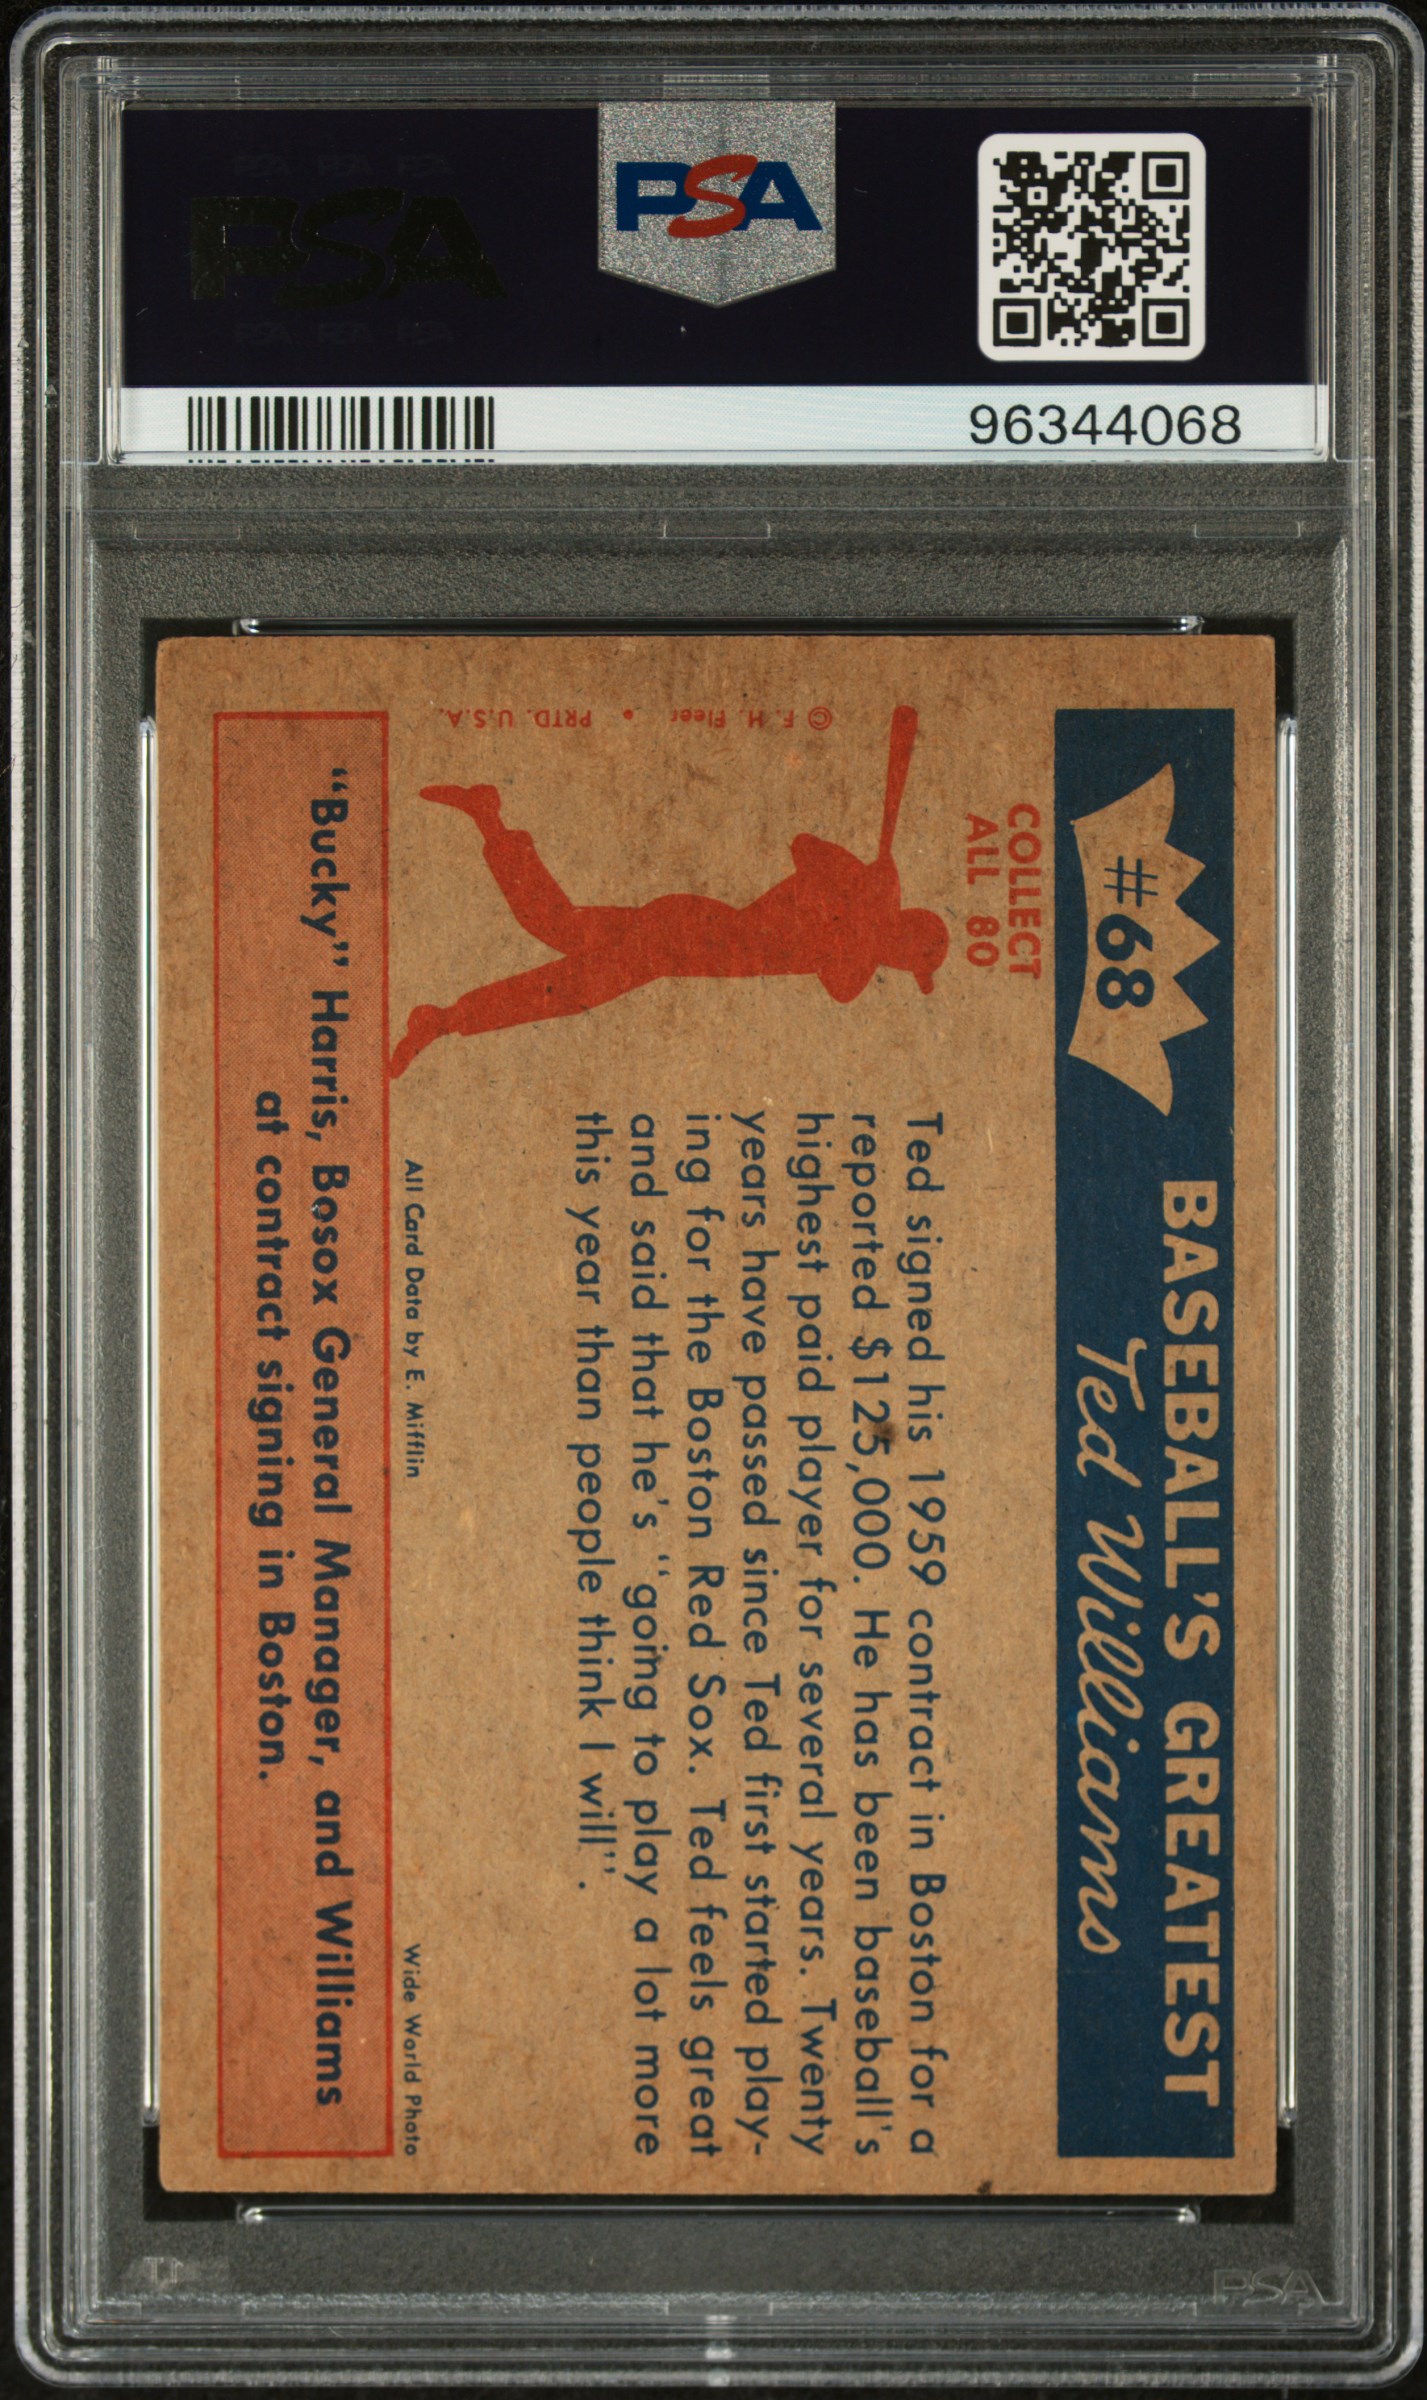 PSA
PSA
96344068
#68
BASEBALL'S GREATEST
Ted Williams
COLLECT
ALL 80
Ted signed his 1959 contract in Boston for a
reported $125,000. He has been baseball's
highest paid player for several years. Twenty
years have passed since Ted first started play-
ing for the Boston Red Sox. Ted feels great
and said that he's "going to play a lot more
this year than people think I will".
© F. H. Fleer • PRTD. U.S.A.
All Card Data by E. Mifflin
Wide World Photo
"Bucky" Harris, Bosox General Manager, and Williams
at contract signing in Boston.
PSA